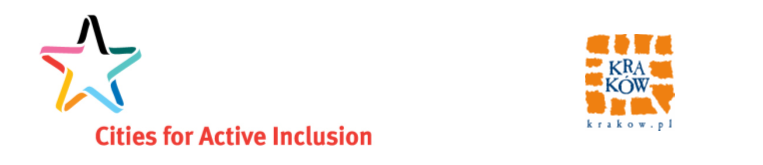 Cities for Active Inclusion
KRA
KÓW
krakow.pl